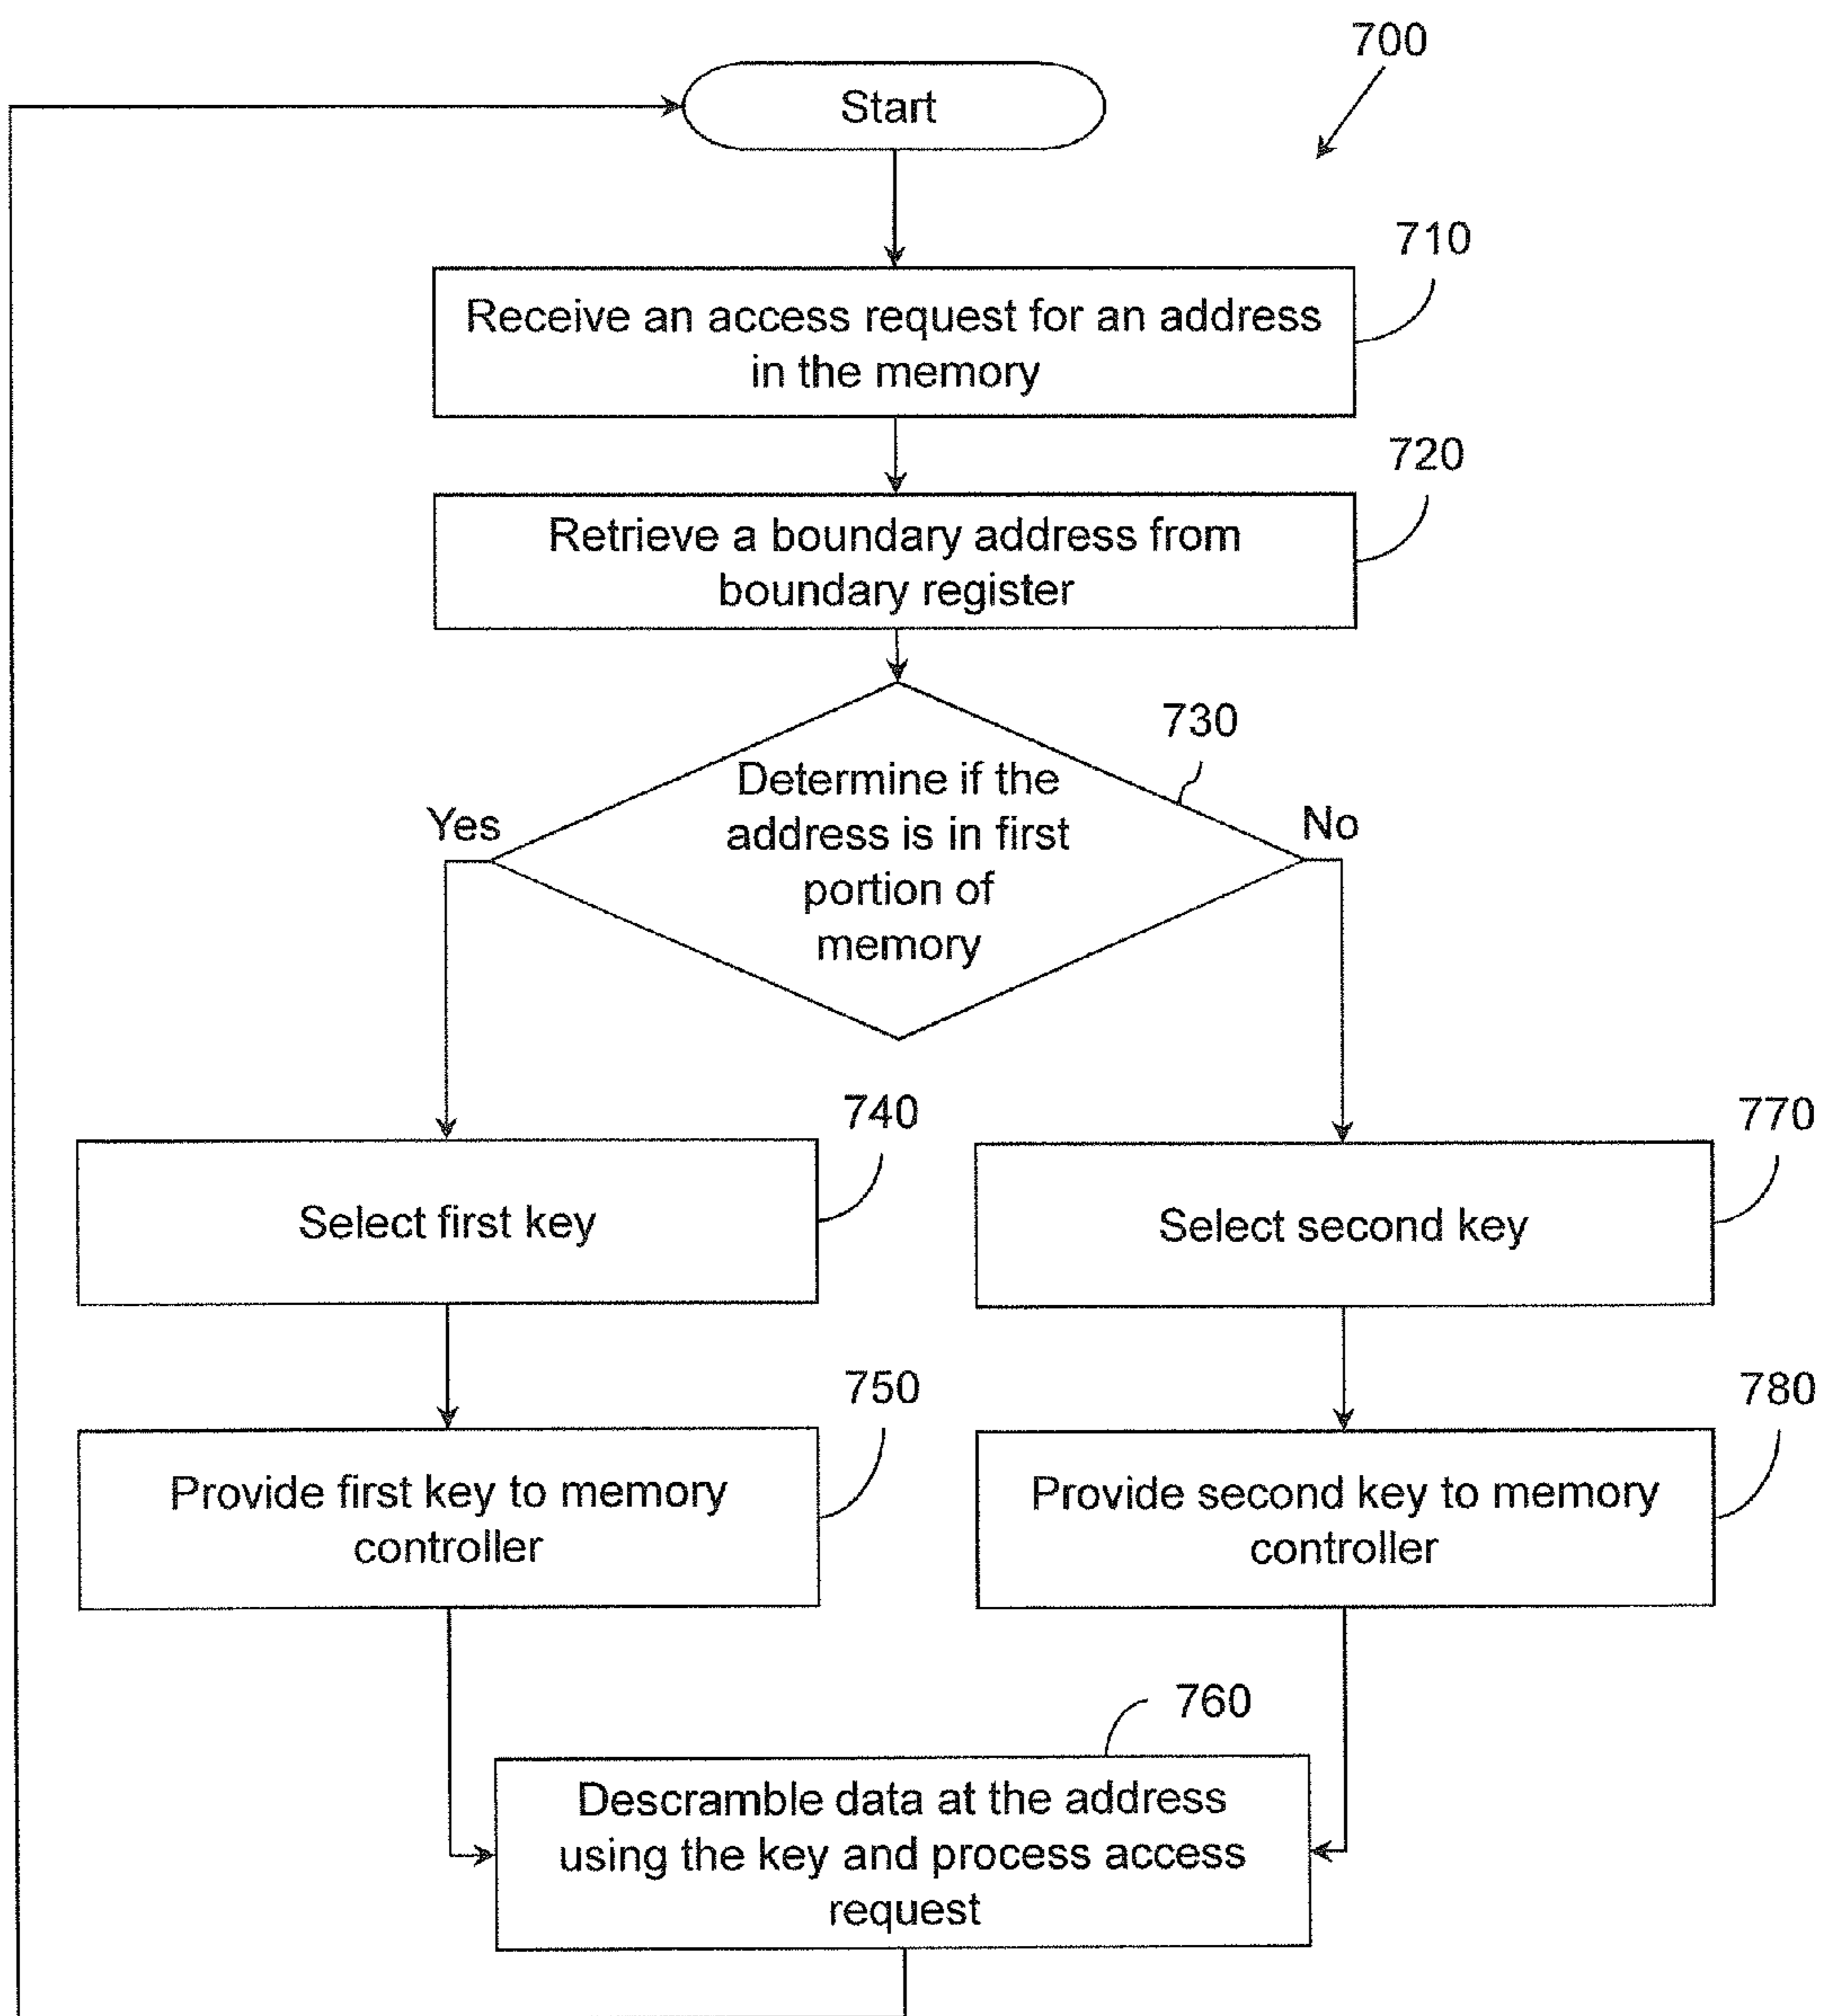 700
Start
710
Receive an access request for an address
in the memory
720
Retrieve a boundary address from
boundary register
730
Determine if the
address is in first
portion of
memory
Yes
No
740
Select first key
770
Select second key
750
Provide first key to memory
controller
780
Provide second key to memory
controller
760
Descramble data at the address
using the key and process access
request